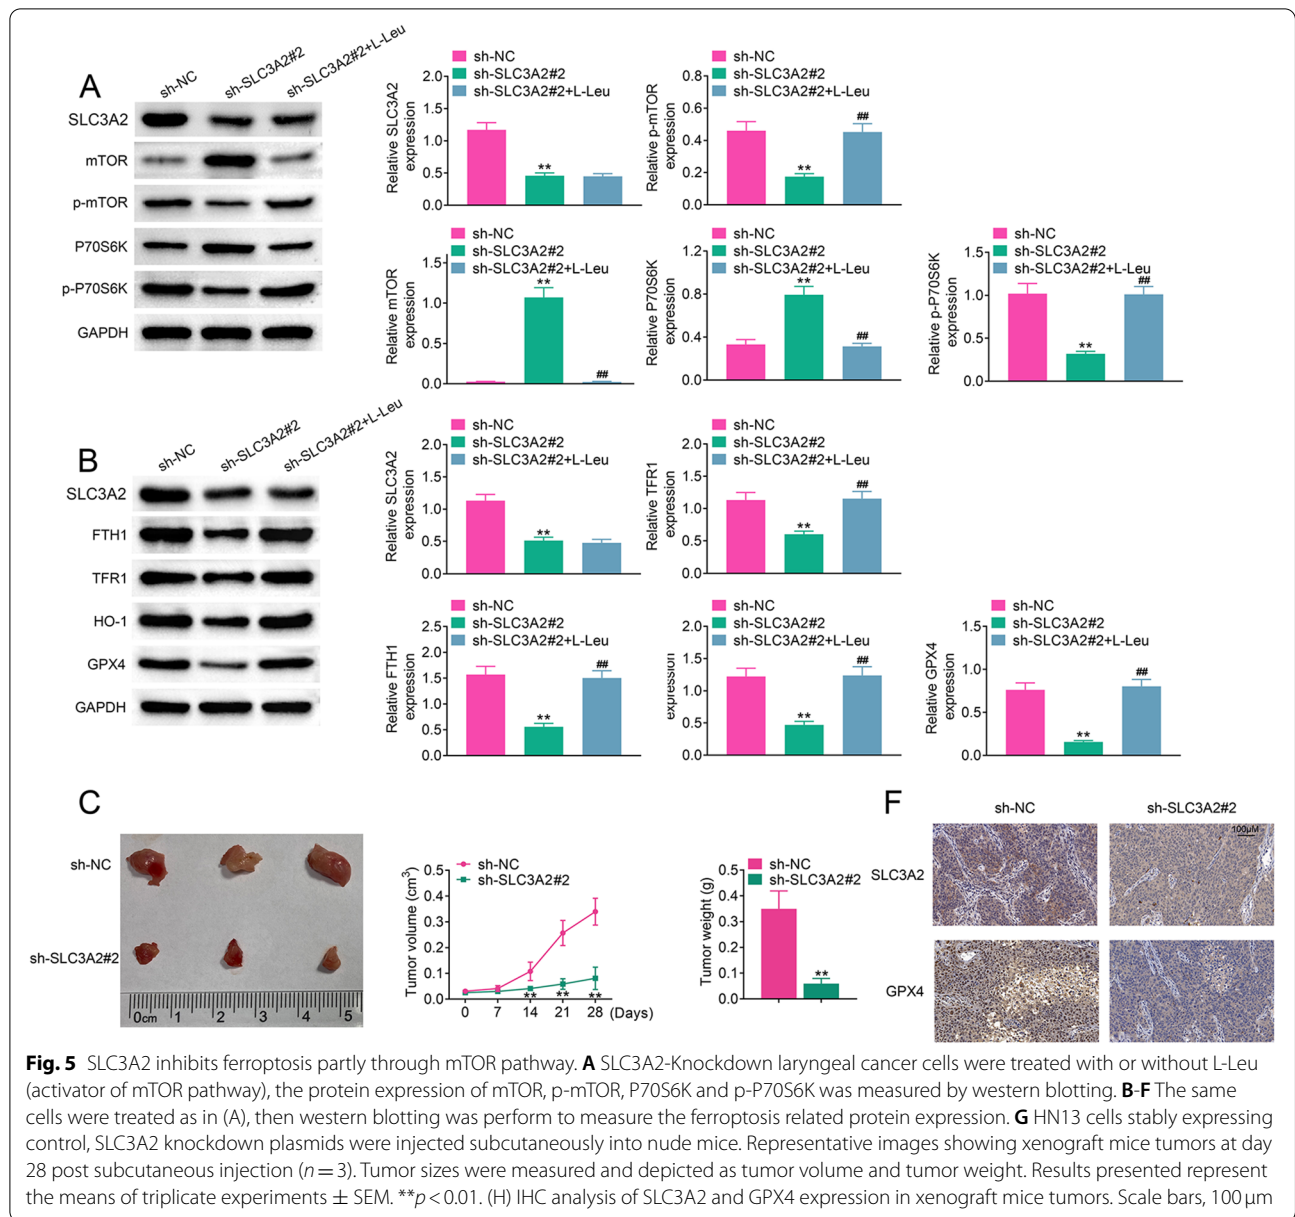 A
sh-NC
sh-SLC3A2#2
sh-SLC3A2#2+L-Leu
SLC3A2
mTOR
p-mTOR
P70S6K
p-P70S6K
GAPDH
sh-NC
sh-SLC3A2#2
sh-SLC3A2#2+L-Leu
Relative SLC3A2
expression
2.0
1.5
1.0
0.5
0.0
**
sh-NC
sh-SLC3A2#2
sh-SLC3A2#2+L-Leu
Relative p-mTOR
expression
0.8
0.6
0.4
0.2
0.0
**
##
sh-NC
sh-SLC3A2#2
sh-SLC3A2#2+L-Leu
Relative mTOR
expression
1.5
1.0
0.5
0.0
**
##
sh-NC
sh-SLC3A2#2
sh-SLC3A2#2+L-Leu
Relative P70S6K
expression
1.2
0.8
0.4
0.0
**
##
sh-NC
sh-SLC3A2#2
sh-SLC3A2#2+L-Leu
Relative p-P70S6K
expression
1.5
1.0
0.5
0.0
**
##
B
sh-NC
sh-SLC3A2#2
sh-SLC3A2#2+L-Leu
SLC3A2
FTH1
TFR1
HO-1
GPX4
GAPDH
sh-NC
sh-SLC3A2#2
sh-SLC3A2#2+L-Leu
Relative SLC3A2
expression
2.0
1.5
1.0
0.5
0.0
**
sh-NC
sh-SLC3A2#2
sh-SLC3A2#2+L-Leu
Relative TFR1
expression
2.0
1.5
1.0
0.5
0.0
**
##
sh-NC
sh-SLC3A2#2
sh-SLC3A2#2+L-Leu
Relative FTH1
expression
2.5
2.0
1.5
1.0
0.5
0.0
**
##
sh-NC
sh-SLC3A2#2
sh-SLC3A2#2+L-Leu
expression
2.0
1.5
1.0
0.5
0.0
**
##
sh-NC
sh-SLC3A2#2
sh-SLC3A2#2+L-Leu
Relative GPX4
expression
1.5
1.0
0.5
0.0
**
##
C
sh-NC
sh-SLC3A2#2
0cm 1 2 3 4 5
sh-NC
sh-SLC3A2#2
Tumor volume (cm³)
0.5
0.4
0.3
0.2
0.1
0.0
** ** **
0 7 14 21 28 (Days)
sh-NC
sh-SLC3A2#2
Tumor weight (g)
0.5
0.4
0.3
0.2
0.1
0.0
**
F
sh-NC
sh-SLC3A2#2
100μM
SLC3A2
GPX4
Fig. 5 SLC3A2 inhibits ferroptosis partly through mTOR pathway. A SLC3A2-Knockdown laryngeal cancer cells were treated with or without L-Leu
(activator of mTOR pathway), the protein expression of mTOR, p-mTOR, P70S6K and p-P70S6K was measured by western blotting. B-F The same
cells were treated as in (A), then western blotting was perform to measure the ferroptosis related protein expression. G HN13 cells stably expressing
control, SLC3A2 knockdown plasmids were injected subcutaneously into nude mice. Representative images showing xenograft mice tumors at day
28 post subcutaneous injection (n = 3). Tumor sizes were measured and depicted as tumor volume and tumor weight. Results presented represent
the means of triplicate experiments ± SEM. **p < 0.01. (H) IHC analysis of SLC3A2 and GPX4 expression in xenograft mice tumors. Scale bars, 100 μm